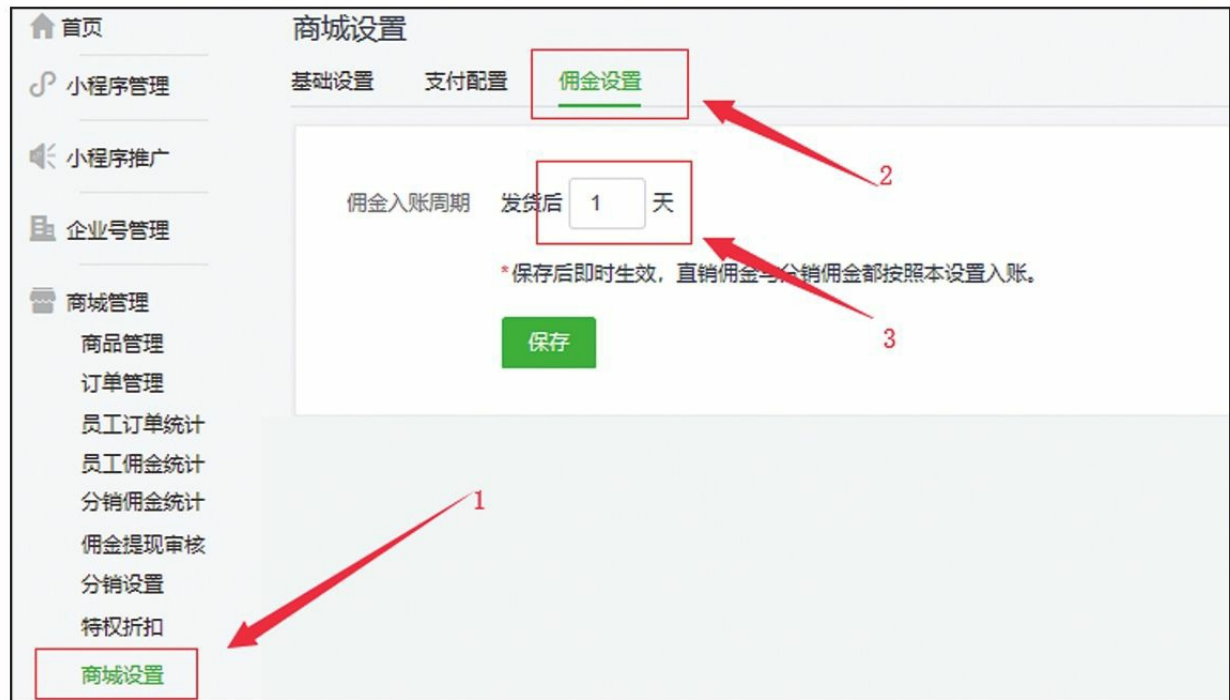 首页
小程序管理
小程序推广
企业号管理
商城管理
商品管理
订单管理
员工订单统计
员工佣金统计
分销佣金统计
佣金提现审核
分销设置
特权折扣
商城设置
1
商城设置
基础设置 支付配置 佣金设置
2
佣金入账周期 发货后 1 天
*保存后即时生效，直销佣金与分销佣金都按照本设置入账。
3
保存